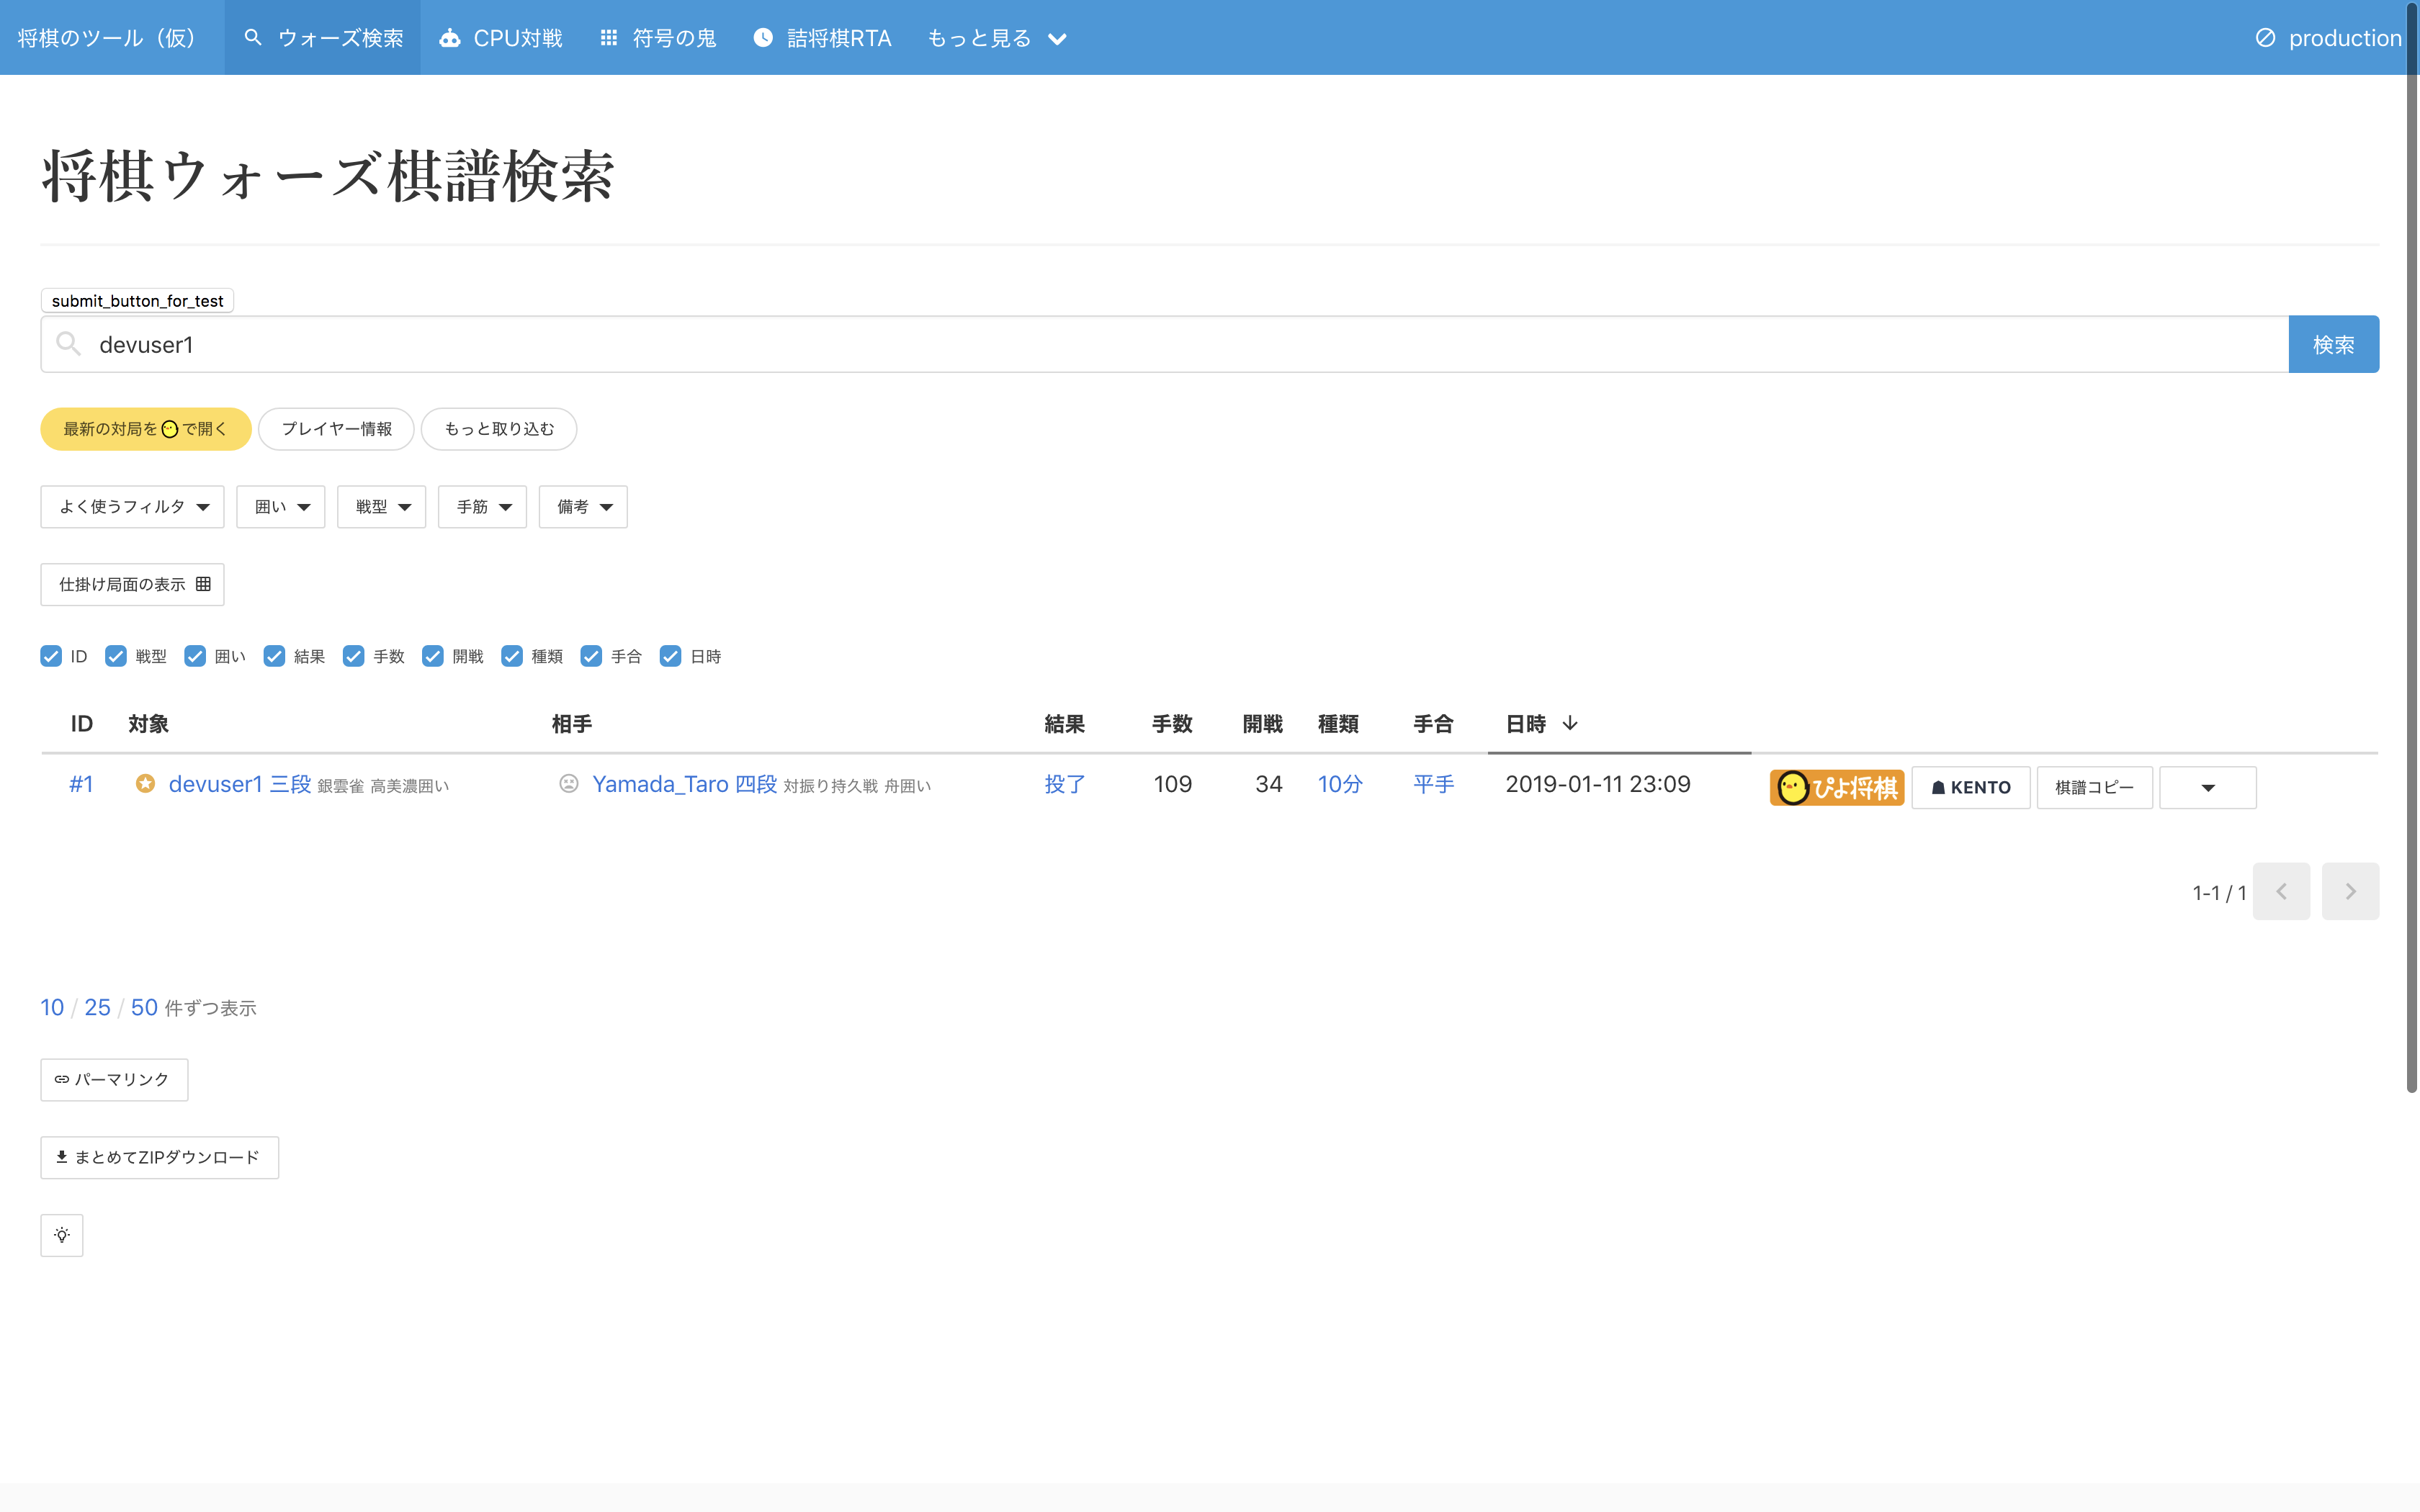 将棋のツール（仮） ウォーズ検索 CPU対戦 符号の鬼 詰将棋RTA もっと見る production
将棋ウォーズ棋譜検索
submit_button_for_test
devuser1 検索
最新の対局を で開く プレイヤー情報 もっと取り込む
よく使うフィルタ 囲い 戦型 手筋 備考
仕掛け局面の表示
ID 戦型 囲い 結果 手数 開戦 種類 手合 日時
ID 対象 相手 結果 手数 開戦 種類 手合 日時
#1 devuser1 三段 銀雲雀 高美濃囲い Yamada_Taro 四段 対振り持久戦 舟囲い 投了 109 34 10分 平手 2019-01-11 23:09 ぴよ将棋 KENTO 棋譜コピー
1-1 / 1
10 / 25 / 50 件ずつ表示
パーマリンク
まとめてZIPダウンロード